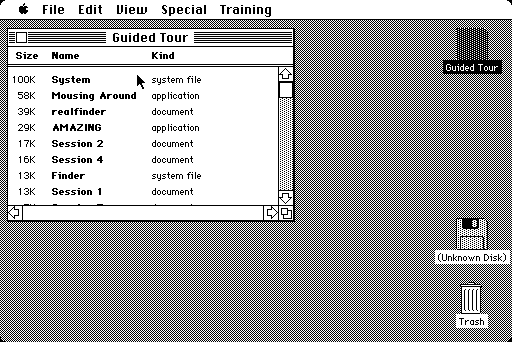 File Edit View Special Training
Guided Tour
Size Name Kind
100K System system file
58K Mousing Around application
39K realfinder document
29K AMAZING application
17K Session 2 document
16K Session 4 document
13K Finder system file
13K Session 1 document
Guided Tour
(Unknown Disk)
Trash